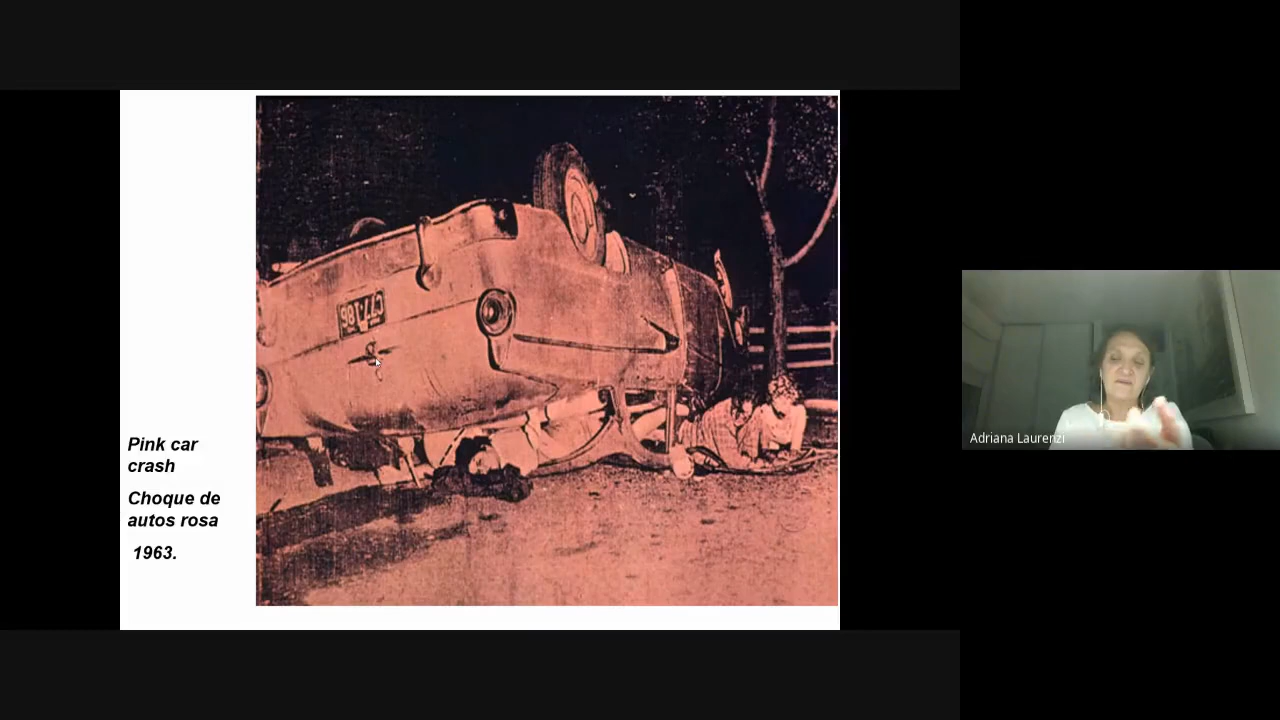 Pink car
crash
Choque de
autos rosa
1963.
Adriana Laurenzi